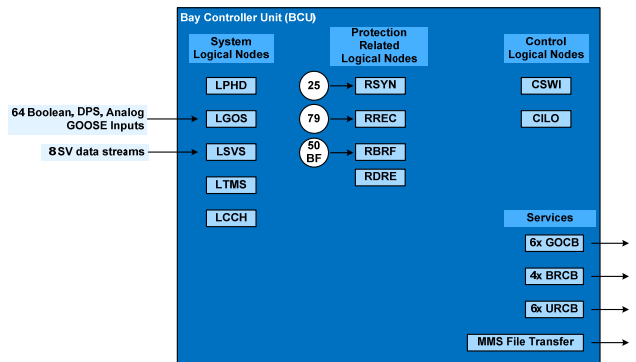 Bay Controller Unit (BCU)
System
Logical Nodes
Protection
Related
Logical Nodes
Control
Logical Nodes
LPHD
25
RSYN
CSWI
64 Boolean, DPS, Analog
GOOSE Inputs
LGOS
79
RREC
CILO
8 SV data streams
LSVS
50
BF
RBRF
LTMS
RDRE
LCCH
Services
6x GOCB
4x BRCB
6x URCB
MMS File Transfer